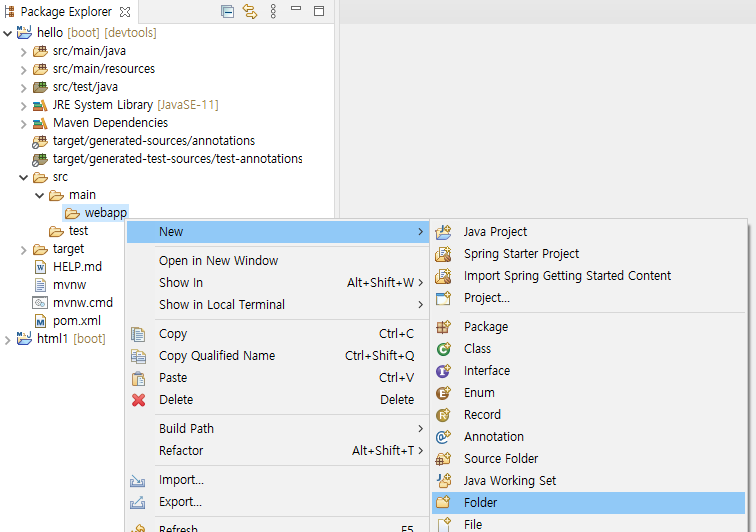 Package Explorer
hello [boot] [devtools]
src/main/java
src/main/resources
src/test/java
JRE System Library [JavaSE-11]
Maven Dependencies
target/generated-sources/annotations
target/generated-test-sources/test-annotations
src
main
webapp
test
target
HELP.md
mvnw
mvnw.cmd
pom.xml
html1 [boot]
New
Open in New Window
Show In Alt+Shift+W
Show in Local Terminal
Copy Ctrl+C
Copy Qualified Name Ctrl+Shift+Q
Paste Ctrl+V
Delete Delete
Build Path
Refactor Alt+Shift+T
Import...
Export...
Refresh F5
Java Project
Spring Starter Project
Import Spring Getting Started Content
Project...
Package
Class
Interface
Enum
Record
Annotation
Source Folder
Java Working Set
Folder
File